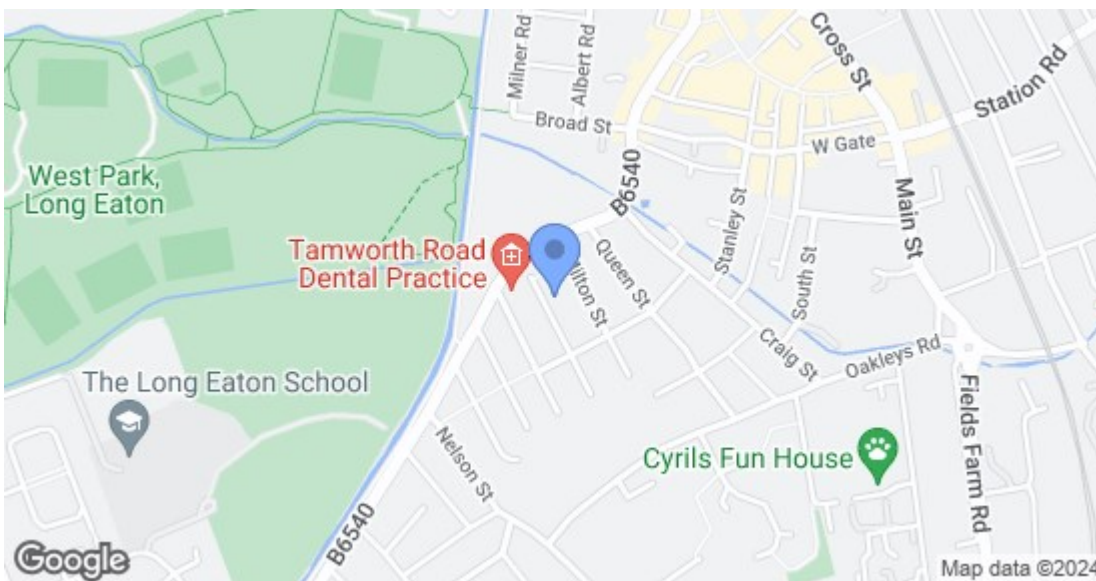 Milner Rd
Albert Rd
Cross St
Station Rd
Broad St
W Gate
B6540
West Park,
Long Eaton
Main St
Stanley St
South St
Tamworth Road
Dental Practice
Queen St
Milton St
Craig St
Oakleys Rd
The Long Eaton School
Nelson St
Cyrils Fun House
Fields Farm Rd
B6540
Google
Map data ©2024